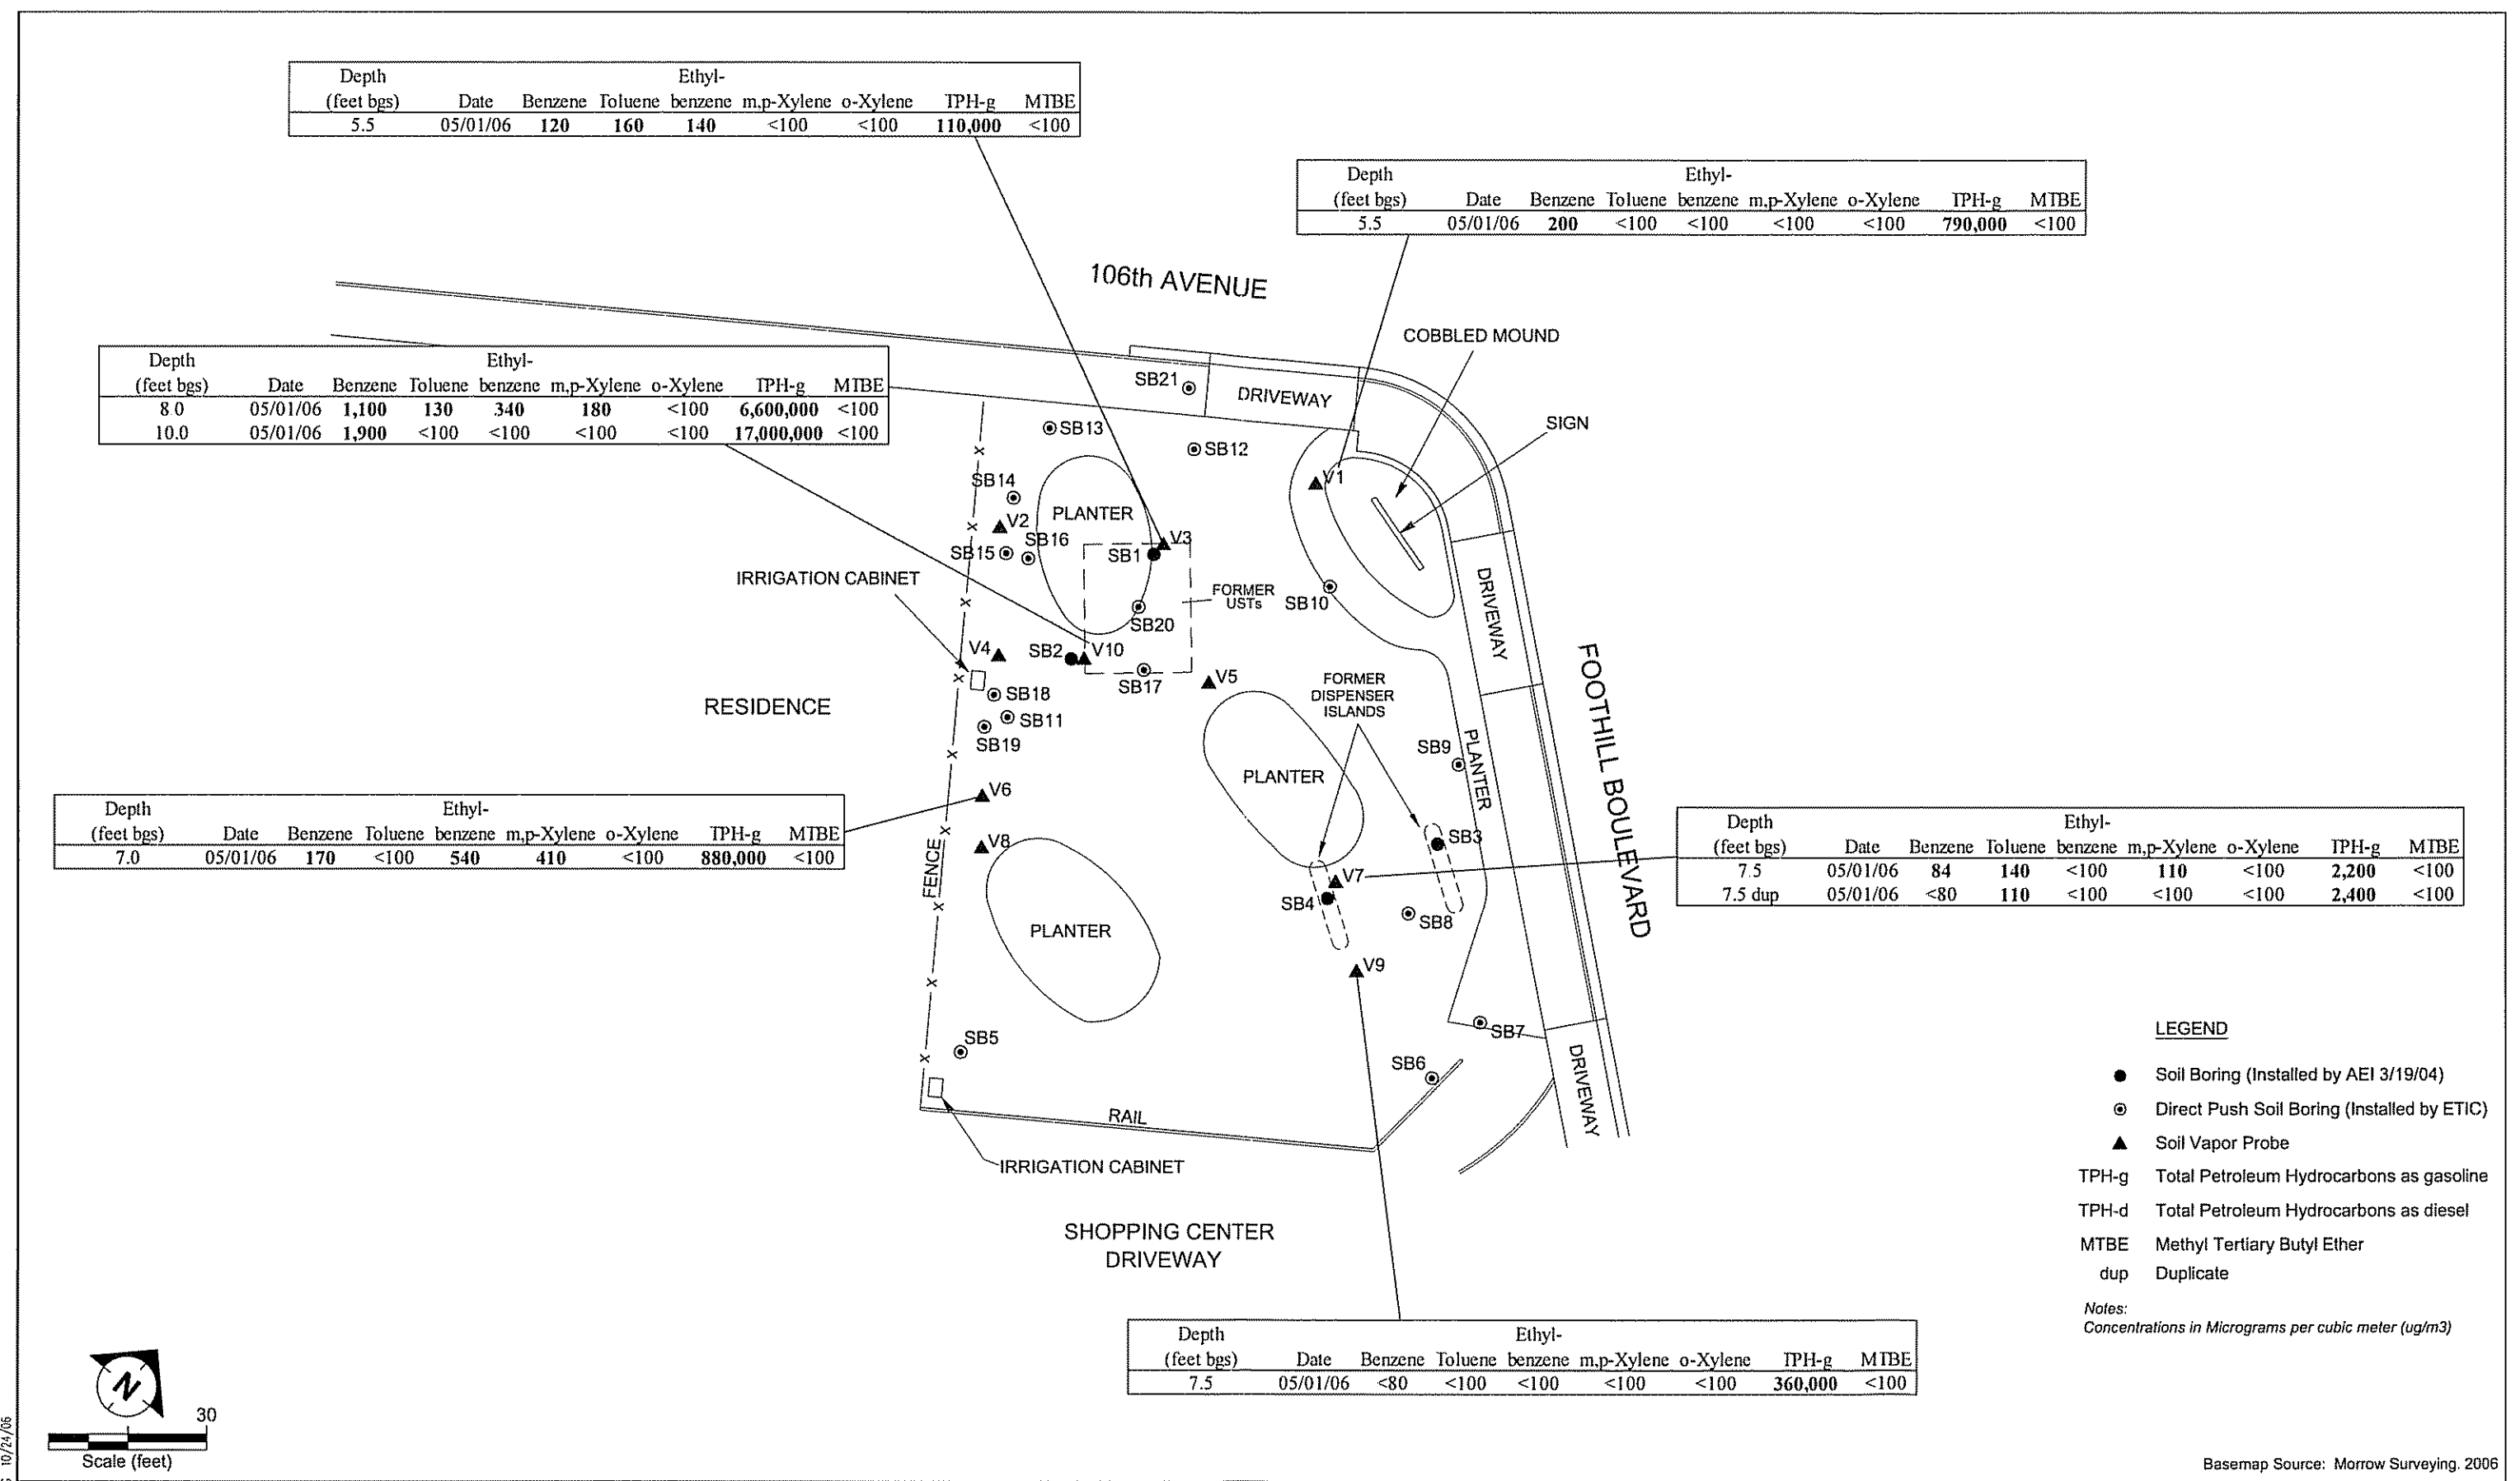 Depth Ethyl-
(feet bgs) Date Benzene Toluene benzene m,p-Xylene o-Xylene TPH-g MTBE
5.5 05/01/06 120 160 140 <100 <100 110,000 <100
Depth Ethyl-
(feet bgs) Date Benzene Toluene benzene m,p-Xylene o-Xylene TPH-g MTBE
5.5 05/01/06 200 <100 <100 <100 <100 790,000 <100
106th AVENUE
COBBLED MOUND
Depth Ethyl-
(feet bgs) Date Benzene Toluene benzene m,p-Xylene o-Xylene TPH-g MTBE
8.0 05/01/06 1,100 130 340 180 <100 6,600,000 <100
10.0 05/01/06 1,900 <100 <100 <100 <100 17,000,000 <100
SB21
DRIVEWAY
SIGN
SB13
SB12
V1
SB14
PLANTER
V2
V3
SB16
SB15
SB1
IRRIGATION CABINET
FORMER
USTs
SB10
SB20
DRIVEWAY
V4
SB2
V10
SB17
V5
FORMER
DISPENSER
ISLANDS
FOOTHILL BOULEVARD
RESIDENCE
SB18
SB11
SB19
SB9
PLANTER
PLANTER
V6
Depth Ethyl-
(feet bgs) Date Benzene Toluene benzene m,p-Xylene o-Xylene TPH-g MTBE
7.0 05/01/06 170 <100 540 410 <100 880,000 <100
V8
FENCE
SB3
Depth Ethyl-
(feet bgs) Date Benzene Toluene benzene m,p-Xylene o-Xylene TPH-g MTBE
7.5 05/01/06 84 140 <100 110 <100 2,200 <100
7.5 dup 05/01/06 <80 110 <100 <100 <100 2,400 <100
V7
SB4
SB8
PLANTER
V9
SB5
SB7
SB6
DRIVEWAY
RAIL
IRRIGATION CABINET
SHOPPING CENTER
DRIVEWAY
LEGEND
Soil Boring (Installed by AEI 3/19/04)
Direct Push Soil Boring (Installed by ETIC)
Soil Vapor Probe
TPH-g Total Petroleum Hydrocarbons as gasoline
TPH-d Total Petroleum Hydrocarbons as diesel
MTBE Methyl Tertiary Butyl Ether
dup Duplicate
Notes:
Concentrations in Micrograms per cubic meter (ug/m3)
Depth Ethyl-
(feet bgs) Date Benzene Toluene benzene m,p-Xylene o-Xylene TPH-g MTBE
7.5 05/01/06 <80 <100 <100 <100 <100 360,000 <100
N
30
Scale (feet)
10/24/06
Basemap Source: Morrow Surveying. 2006